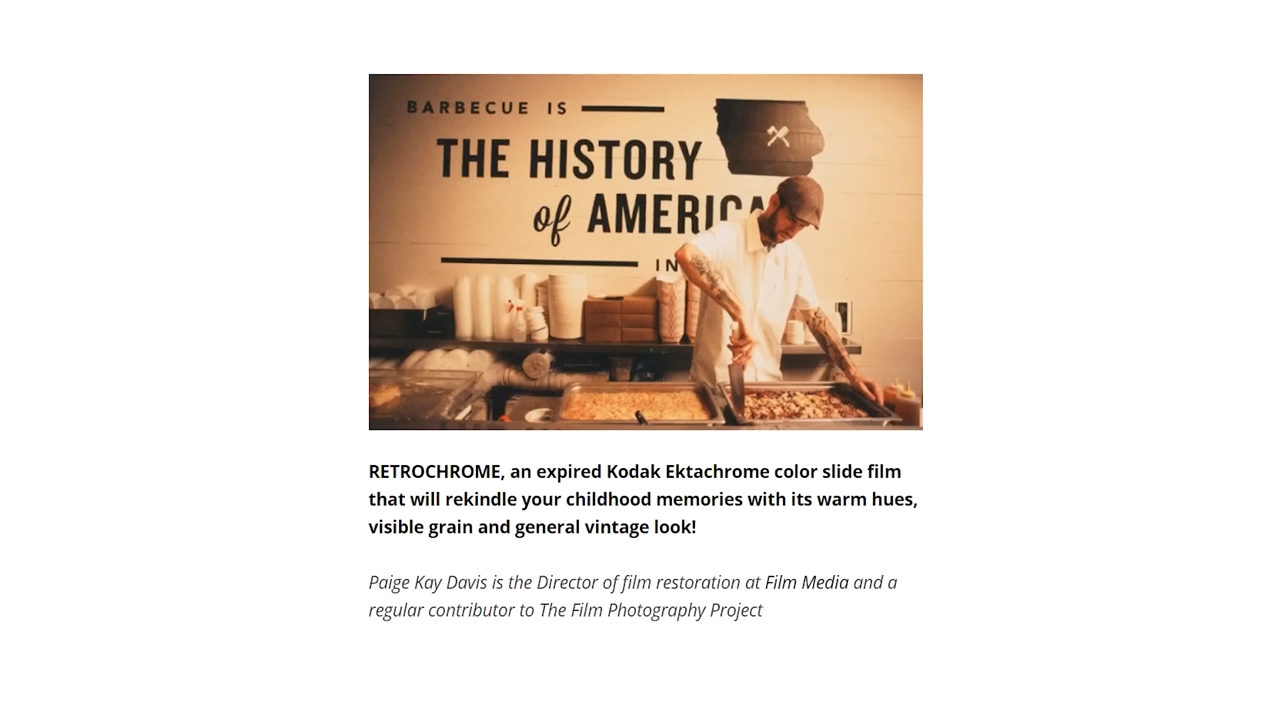 BARBECUE IS
THE HISTORY
of AMERICA
IN
RETROCHROME, an expired Kodak Ektachrome color slide film
that will rekindle your childhood memories with its warm hues,
visible grain and general vintage look!
Paige Kay Davis is the Director of film restoration at Film Media and a
regular contributor to The Film Photography Project